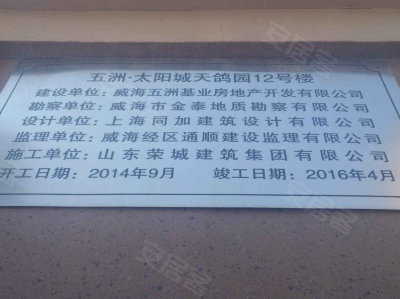 五洲·太阳城天鸽园12号楼
建设单位：威海五洲基业房地产开发有限公司
勘察单位：威海市金泰地质勘察有限公司
设计单位：上海同加建筑设计有限公司
监理单位：威海经区通顺建设监理有限公司
施工单位：山东荣城建筑集团有限公司
开工日期：2014年9月 竣工日期：2016年4月
安居客
安居客